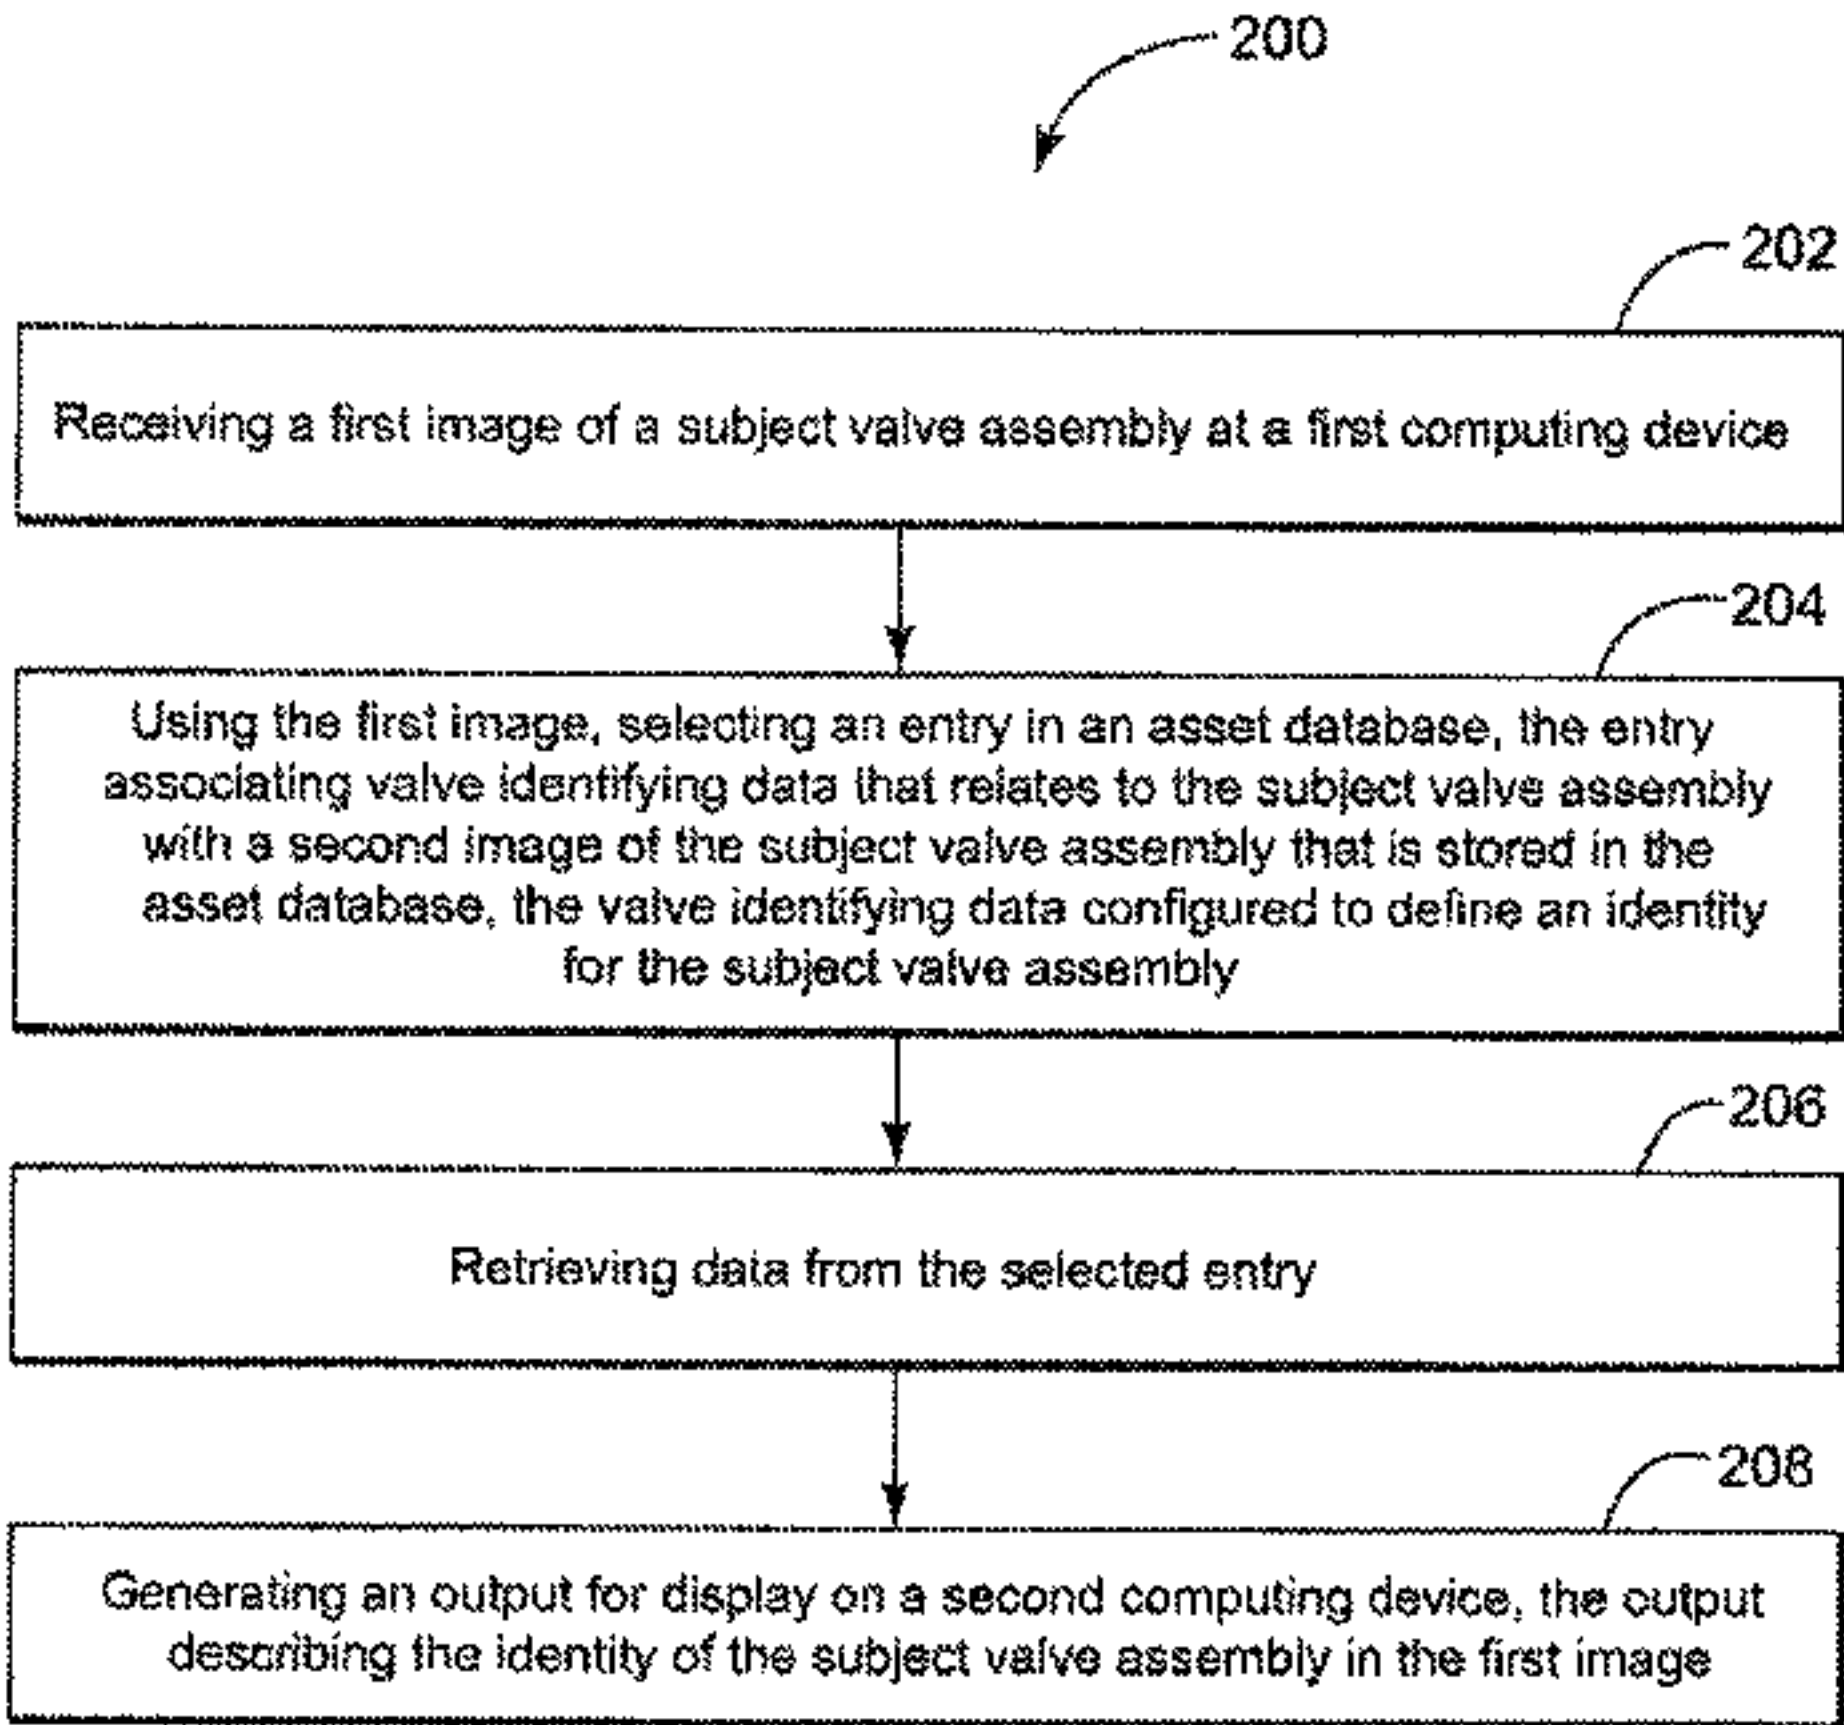 200
202
Receiving a first image of a subject valve assembly at a first computing device
204
Using the first image, selecting an entry in an asset database, the entry
associating valve identifying data that relates to the subject valve assembly
with a second image of the subject valve assembly that is stored in the
asset database, the valve identifying data configured to define an identity
for the subject valve assembly
206
Retrieving data from the selected entry
208
Generating an output for display on a second computing device, the output
describing the identity of the subject valve assembly in the first image